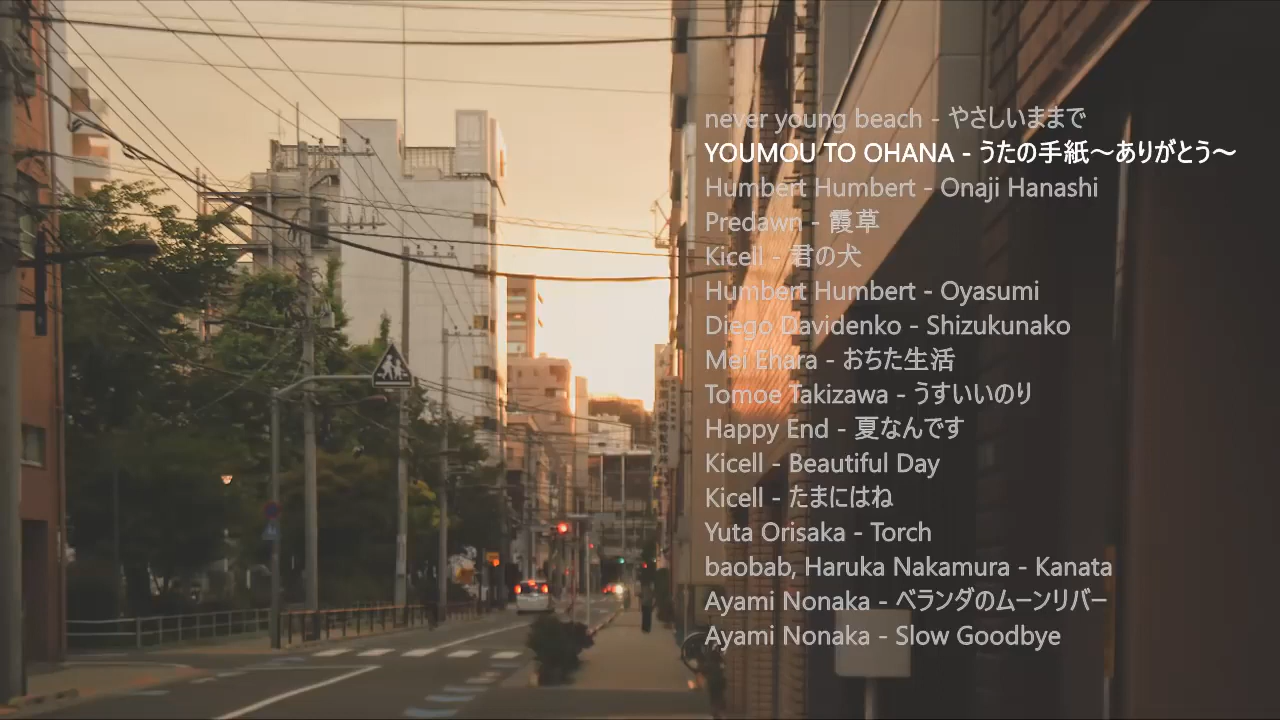 never young beach - やさしいままで
YOUMOU TO OHANA - うたの手紙～ありがとう～
Humbert Humbert - Onaji Hanashi
Predawn - 霞草
Kicell - 君の犬
Humbert Humbert - Oyasumi
Diego Davidenko - Shizukunako
Mei Ehara - おちた生活
Tomoe Takizawa - うすいいのり
Happy End - 夏なんです
Kicell - Beautiful Day
Kicell - たまにはね
Yuta Orisaka - Torch
baobab, Haruka Nakamura - Kanata
Ayami Nonaka - ベランダのムーンリバー
Ayami Nonaka - Slow Goodbye